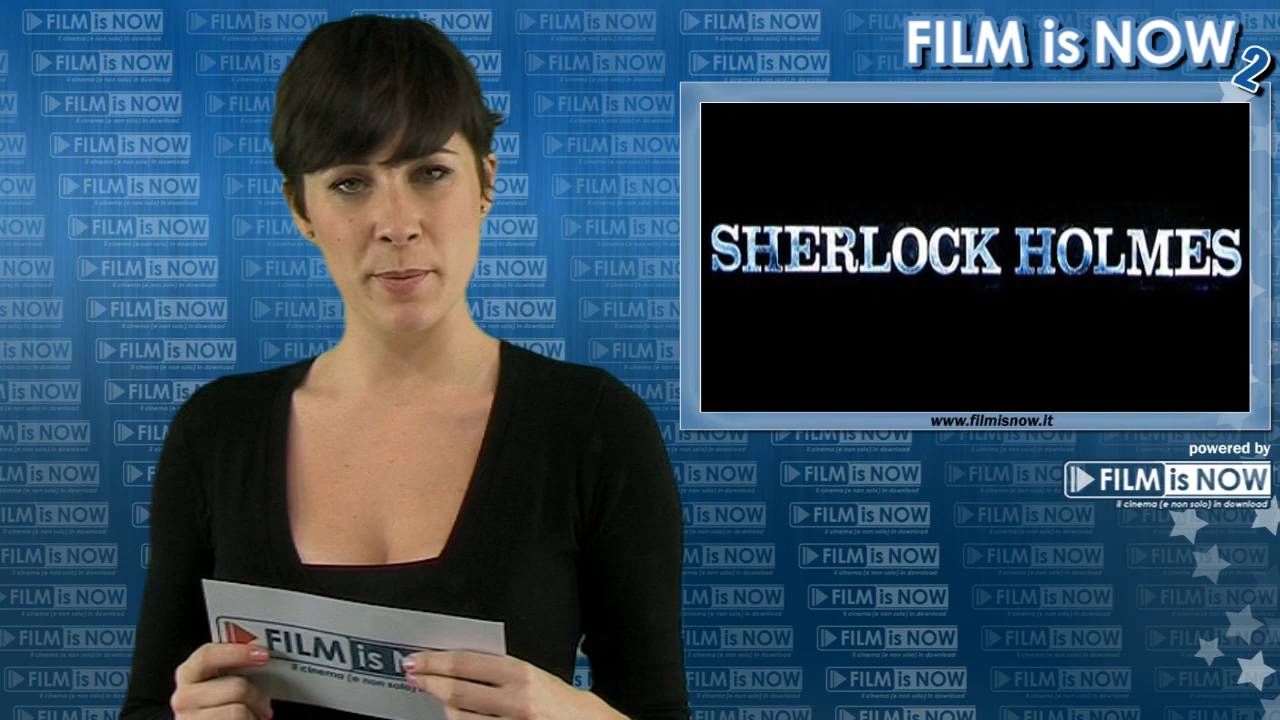 FILM is NOW
2
SHERLOCK HOLMES
www.filmisnow.it
powered by
FILM is NOW
il cinema (e non solo) in download
FILM is N
il cinema (e non solo)